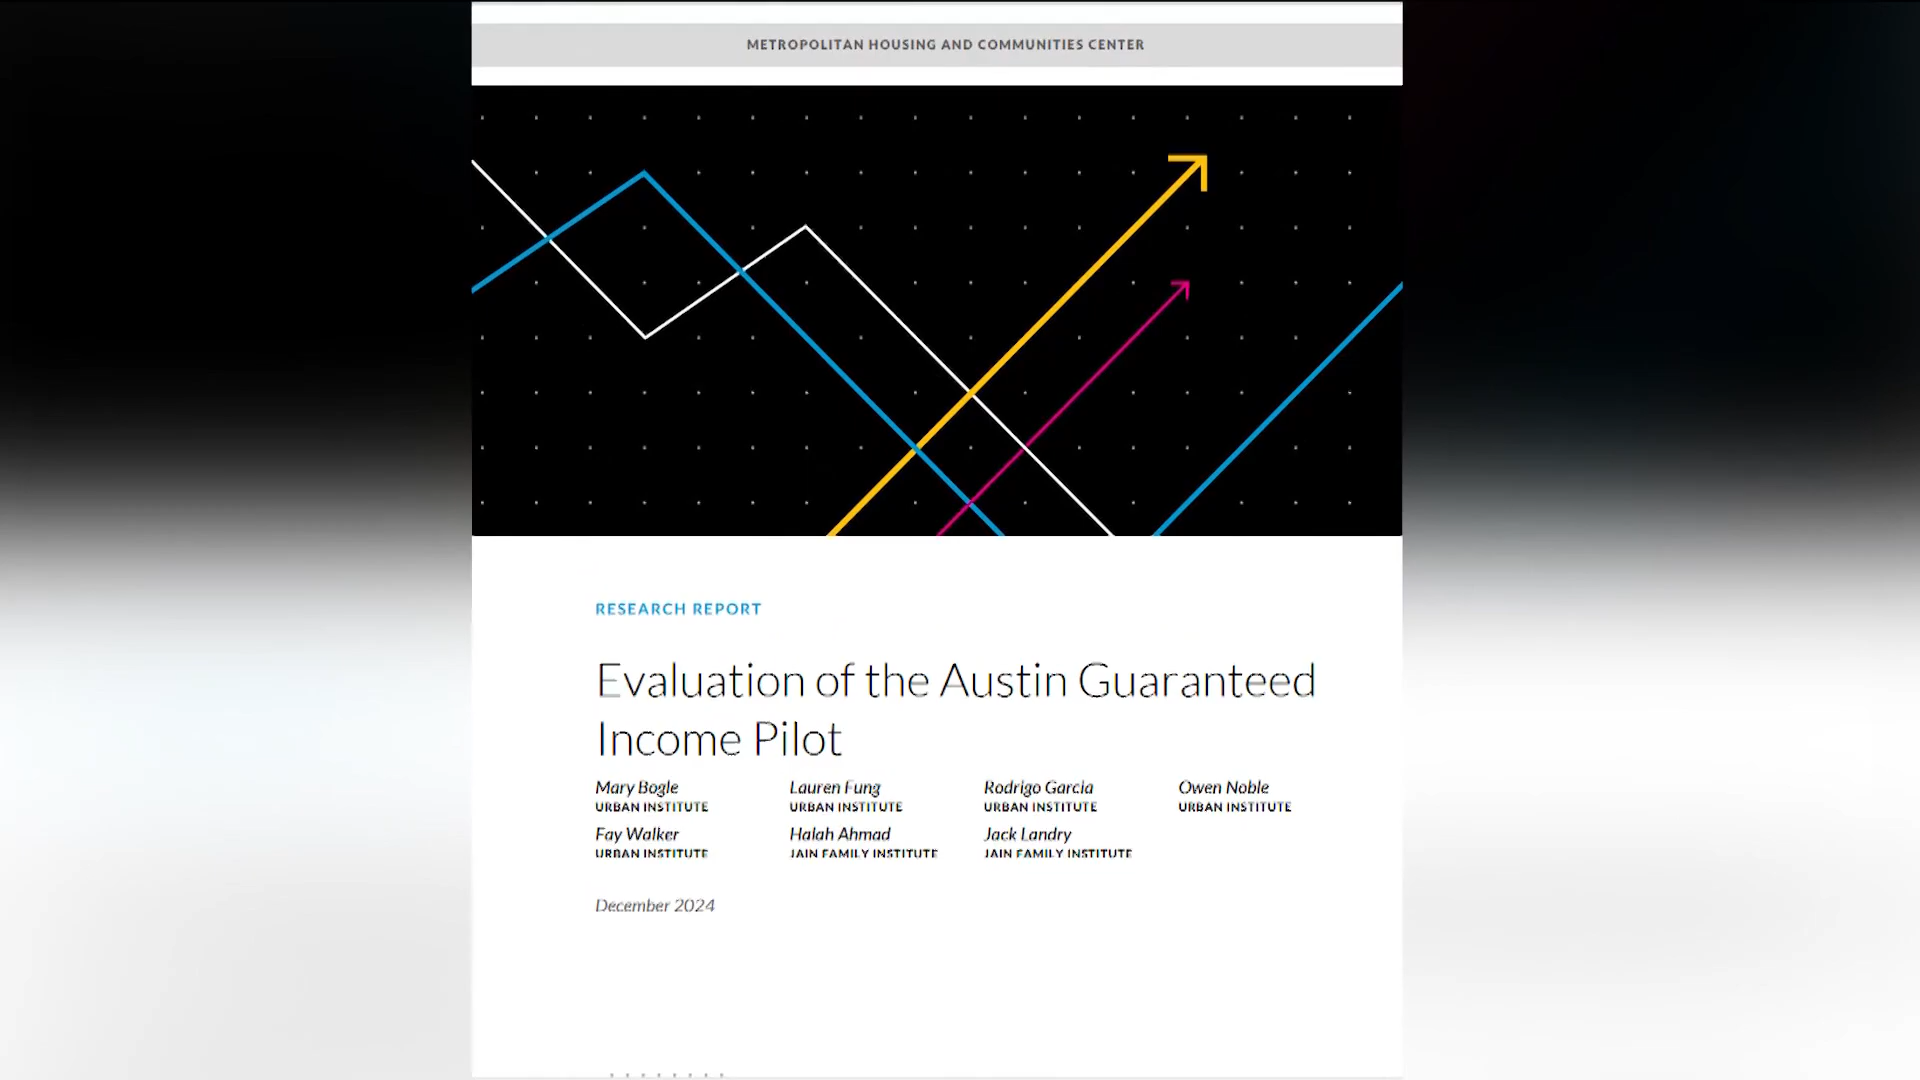 METROPOLITAN HOUSING AND COMMUNITIES CENTER
RESEARCH REPORT
Evaluation of the Austin Guaranteed
Income Pilot
Mary Bogle Lauren Fung Rodrigo Garcia Owen Noble
URBAN INSTITUTE URBAN INSTITUTE URBAN INSTITUTE URBAN INSTITUTE
Fay Walker Halah Ahmad Jack Landry
URBAN INSTITUTE JAIN FAMILY INSTITUTE JAIN FAMILY INSTITUTE
December 2024